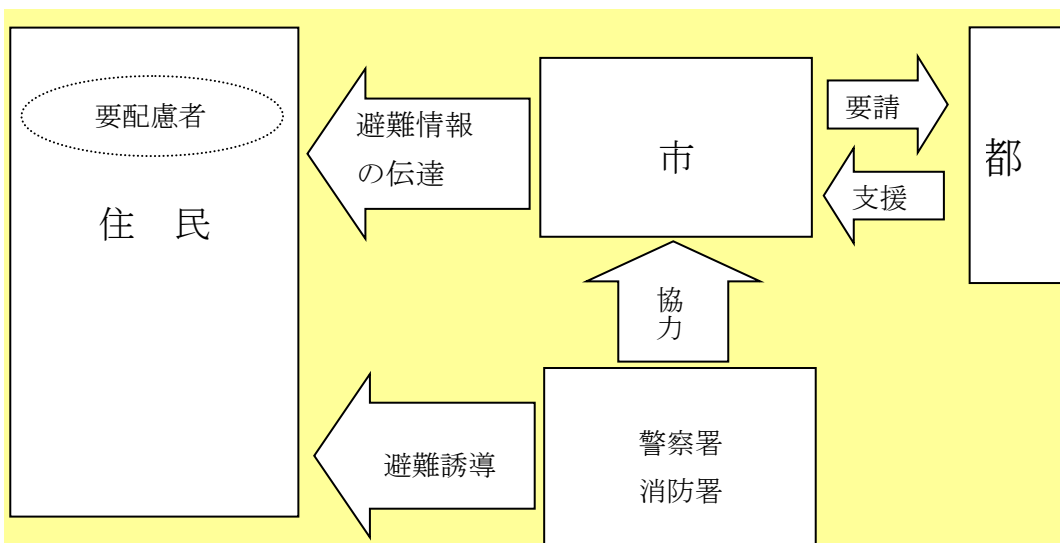 要配慮者
住　民
避難情報
の伝達
市
要請
支援
都
協
力
避難誘導
警察署
消防署